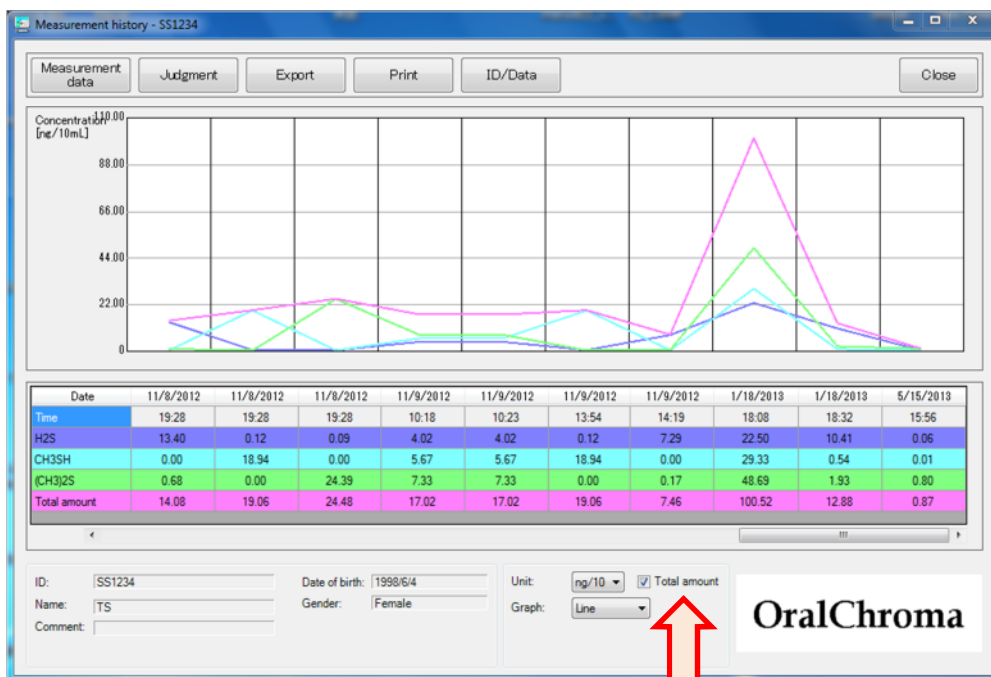 Measurement history - SS1234
Measurement data Judgment Export Print ID/Data Close
Concentration
[ng/10mL]
110.00
88.00
66.00
44.00
22.00
0
Date 11/8/2012 11/8/2012 11/8/2012 11/9/2012 11/9/2012 11/9/2012 11/9/2012 1/18/2013 1/18/2013 5/15/2013
Time 19:28 19:28 19:28 10:18 10:23 13:54 14:19 18:08 18:32 15:56
H2S 13.40 0.12 0.09 4.02 4.02 0.12 7.29 22.50 10.41 0.06
CH3SH 0.00 18.94 0.00 5.67 5.67 18.94 0.00 29.33 0.54 0.01
(CH3)2S 0.68 0.00 24.39 7.33 7.33 0.00 0.17 48.69 1.93 0.80
Total amount 14.08 19.06 24.48 17.02 17.02 19.06 7.46 100.52 12.88 0.87
ID: SS1234 Date of birth: 1998/6/4 Unit: ng/10 Total amount
Name: TS Gender: Female Graph: Line
Comment:
OralChroma